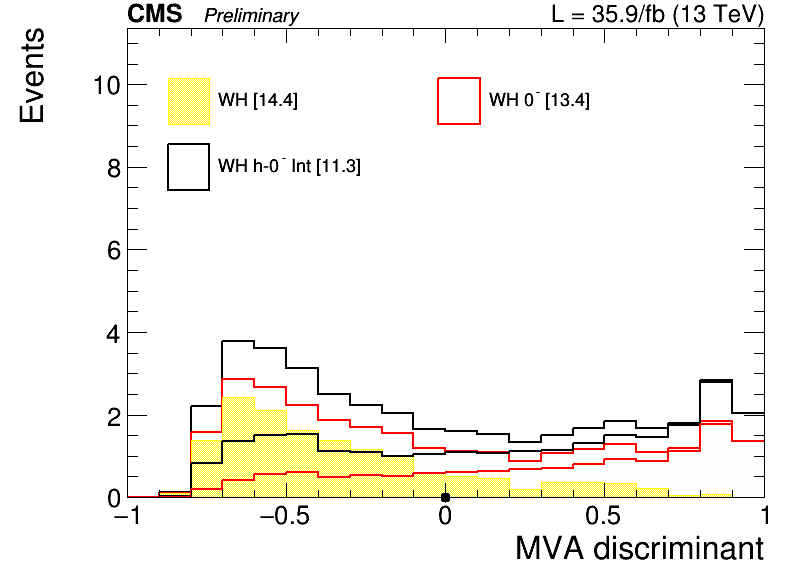 CMS Preliminary L = 35.9/fb (13 TeV)
Events
WH [14.4] WH 0⁻ [13.4]
WH h-0⁻ Int [11.3]
10
8
6
4
2
0
−1 −0.5 0 0.5 1
MVA discriminant